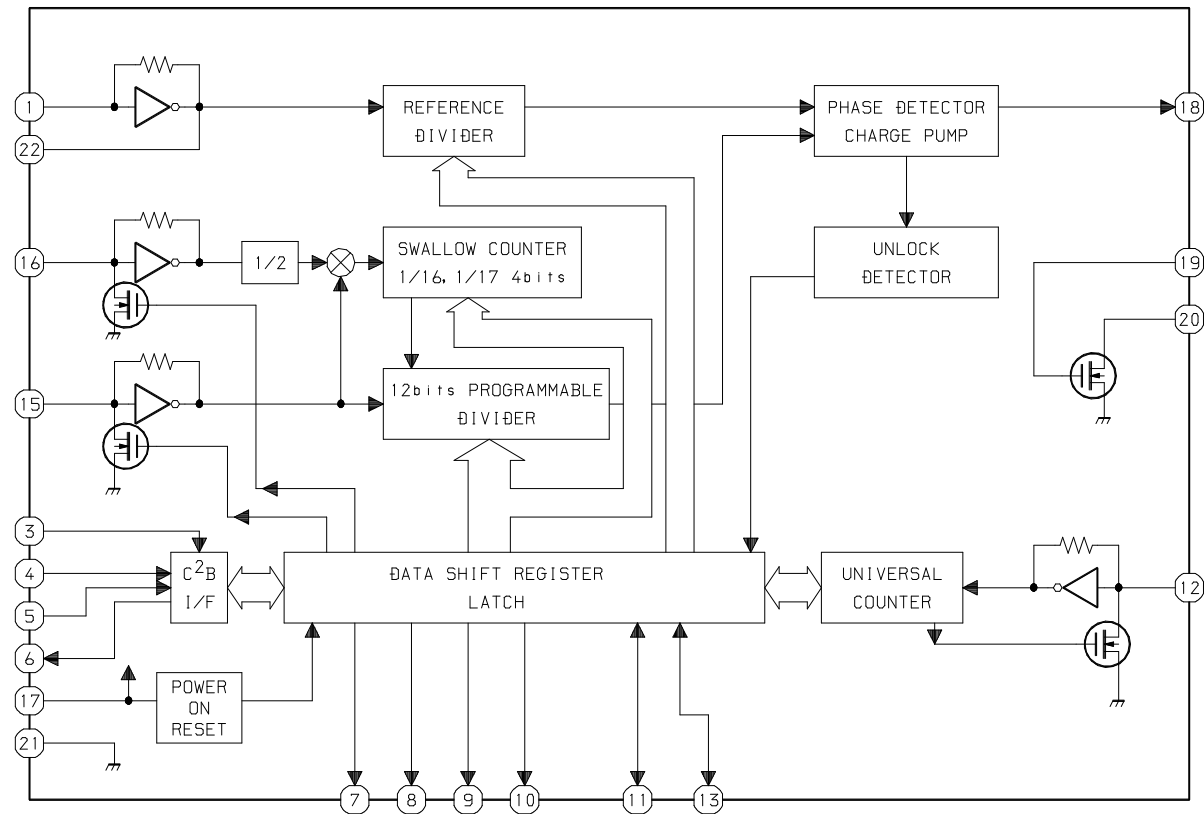 1
REFERENCE
DIVIDER
PHASE DETECTOR
CHARGE PUMP
18
22
16
1/2
SWALLOW COUNTER
1/16, 1/17 4bits
UNLOCK
DETECTOR
19
20
15
12bits PROGRAMMABLE
DIVIDER
3
4
5
6
C²B
I/F
DATA SHIFT REGISTER
LATCH
UNIVERSAL
COUNTER
12
17
POWER
ON
RESET
21
7
8
9
10
11
13